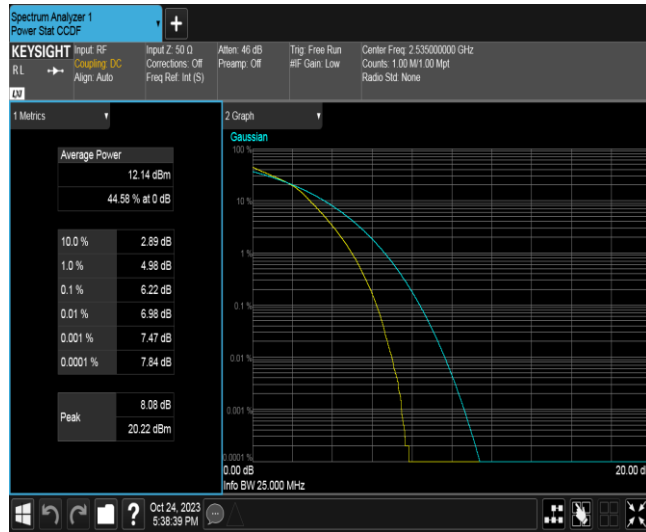 Spectrum Analyzer 1
Power Stat CCDF
+
KEYSIGHT
RL
LXI
Input: RF
Coupling: DC
Align: Auto
Input Z: 50 Ω
Corrections: Off
Freq Ref: Int (S)
Atten: 46 dB
Preamp: Off
Trig: Free Run
#IF Gain: Low
Center Freq: 2.535000000 GHz
Counts: 1.00 M/1.00 Mpt
Radio Std: None
1 Metrics
Average Power
12.14 dBm
44.58 % at 0 dB
10.0 % 2.89 dB
1.0 % 4.98 dB
0.1 % 6.22 dB
0.01 % 6.98 dB
0.001 % 7.47 dB
0.0001 % 7.84 dB
Peak
8.08 dB
20.22 dBm
2 Graph
Gaussian
100 %
10 %
1 %
0.1 %
0.01 %
0.001 %
0.0001 %
0.00 dB
20.00 d
Info BW 25.000 MHz
?
Oct 24, 2023
5:38:39 PM